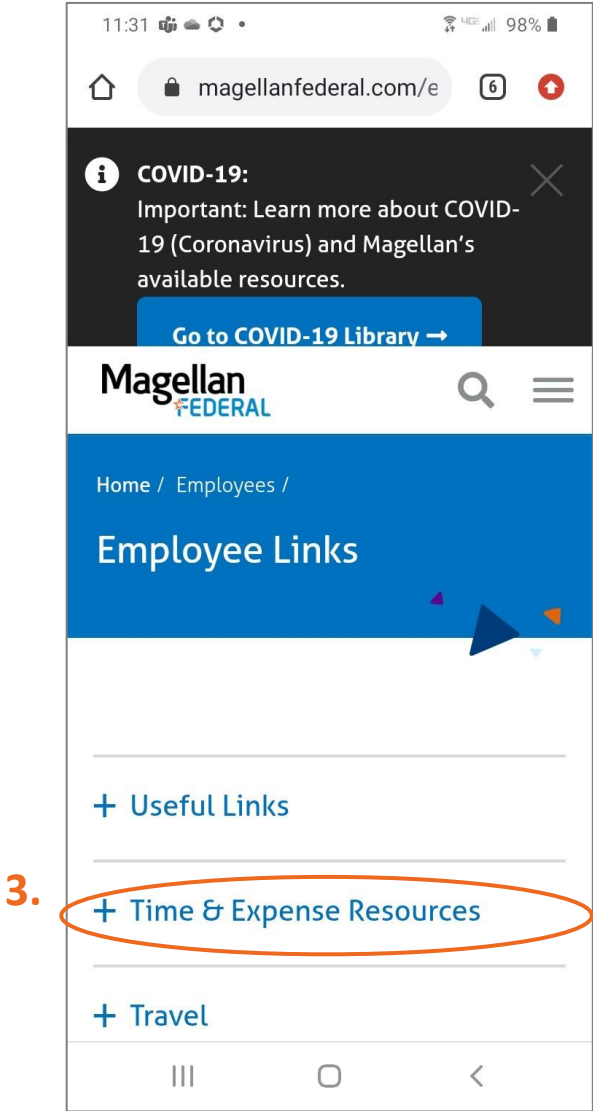 11:31 • 4GE 98%
magellanfederal.com/e 6
i COVID-19:
Important: Learn more about COVID-
19 (Coronavirus) and Magellan's
available resources.
Go to COVID-19 Library →
Magellan
FEDERAL
Home / Employees /
Employee Links
+ Useful Links
3.
+ Time & Expense Resources
+ Travel